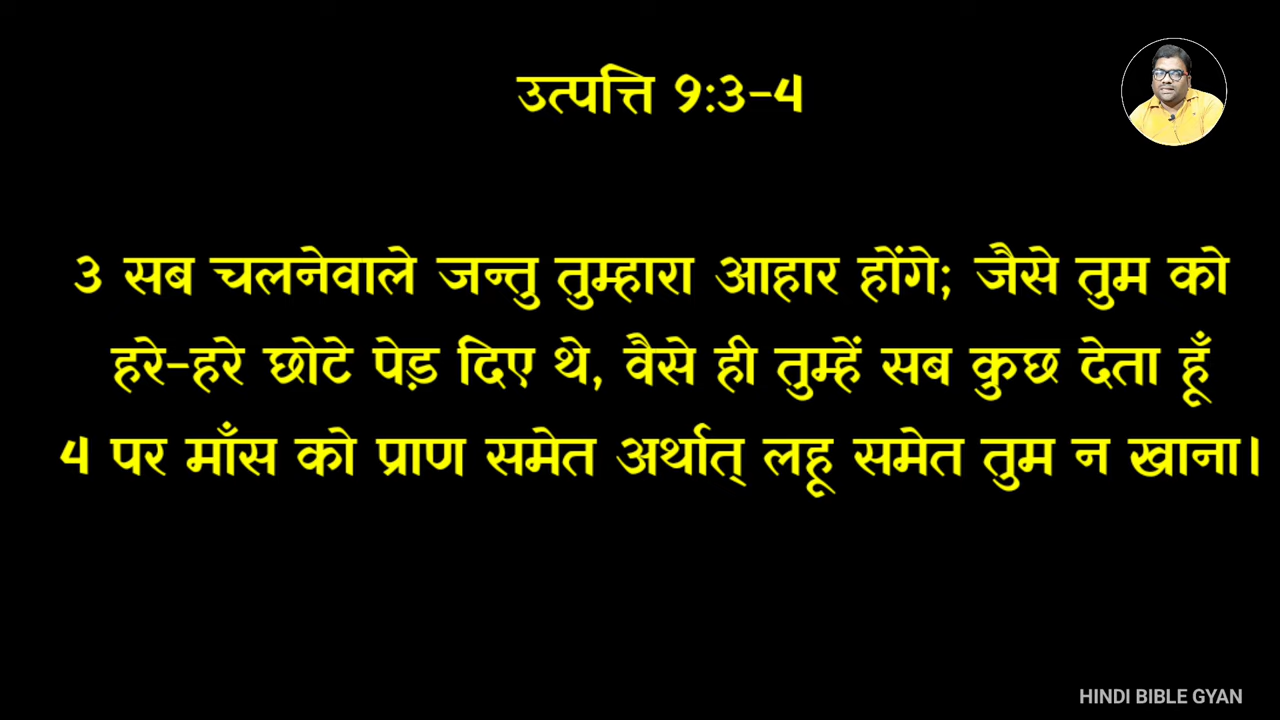 उत्पत्ति 9:3-4
3 सब चलनेवाले जन्तु तुम्हारा आहार होंगे; जैसे तुम को
हरे-हरे छोटे पेड़ दिए थे, वैसे ही तुम्हें सब कुछ देता हूँ
4 पर माँस को प्राण समेत अर्थात् लहू समेत तुम न खाना।
HINDI BIBLE GYAN